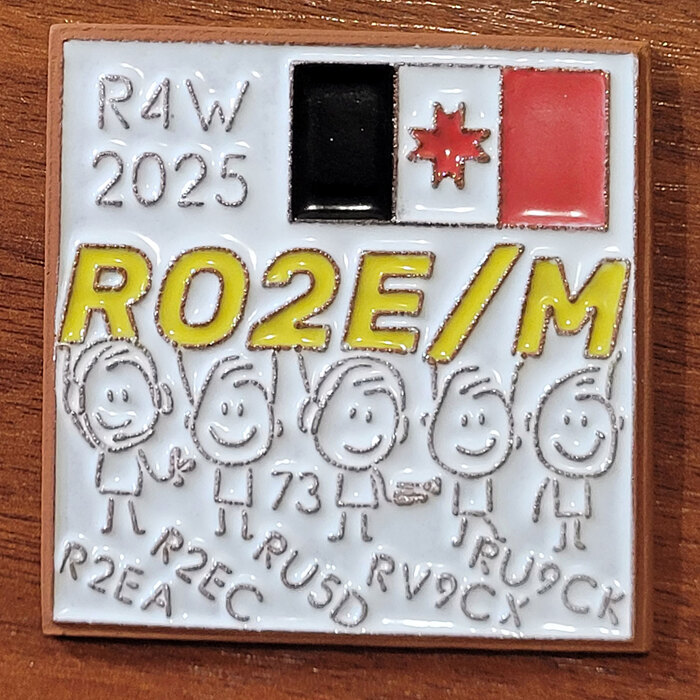 R4W
2025
RO2E/M
73
R2EA R2EC RU5D RV9CX RU9CK